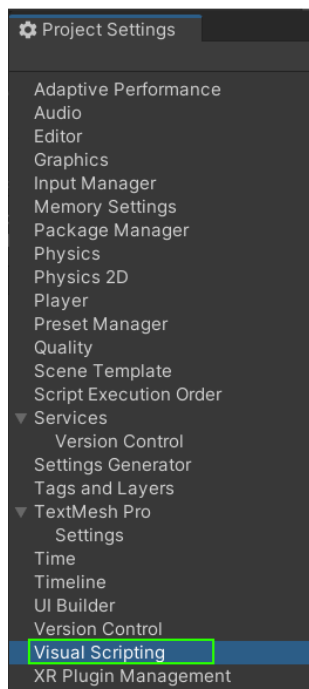 Project Settings
Adaptive Performance
Audio
Editor
Graphics
Input Manager
Memory Settings
Package Manager
Physics
Physics 2D
Player
Preset Manager
Quality
Scene Template
Script Execution Order
Services
Version Control
Settings Generator
Tags and Layers
TextMesh Pro
Settings
Time
Timeline
UI Builder
Version Control
Visual Scripting
XR Plugin Management